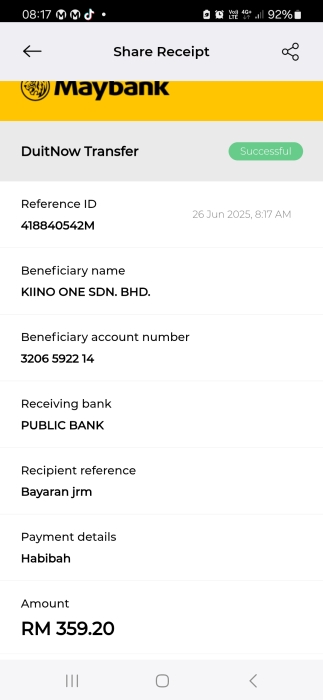 08:17
VoB LTE 4G+ 92%
Share Receipt
Maybank
DuitNow Transfer
Successful
Reference ID
26 Jun 2025, 8:17 AM
418840542M
Beneficiary name
KIINO ONE SDN. BHD.
Beneficiary account number
3206 5922 14
Receiving bank
PUBLIC BANK
Recipient reference
Bayaran jrm
Payment details
Habibah
Amount
RM 359.20